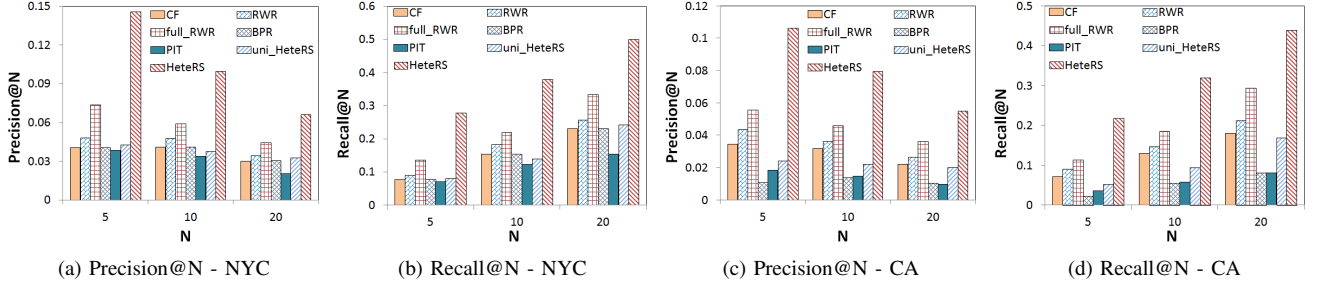 0.15
0.12
0.09
0.06
0.03
0
Precision@N
CF
RWR
full_RWR
BPR
PIT
uni_HeteRS
HeteRS
5
10
20
N
(a) Precision@N - NYC
0.6
0.5
0.4
0.3
0.2
0.1
0
Recall@N
CF
RWR
full_RWR
BPR
PIT
uni_HeteRS
HeteRS
5
10
20
N
(b) Recall@N - NYC
0.12
0.1
0.08
0.06
0.04
0.02
0
Precision@N
CF
RWR
full_RWR
BPR
PIT
uni_HeteRS
HeteRS
5
10
20
N
(c) Precision@N - CA
0.5
0.4
0.3
0.2
0.1
0
Recall@N
CF
RWR
full_RWR
BPR
PIT
uni_HeteRS
HeteRS
5
10
20
N
(d) Recall@N - CA